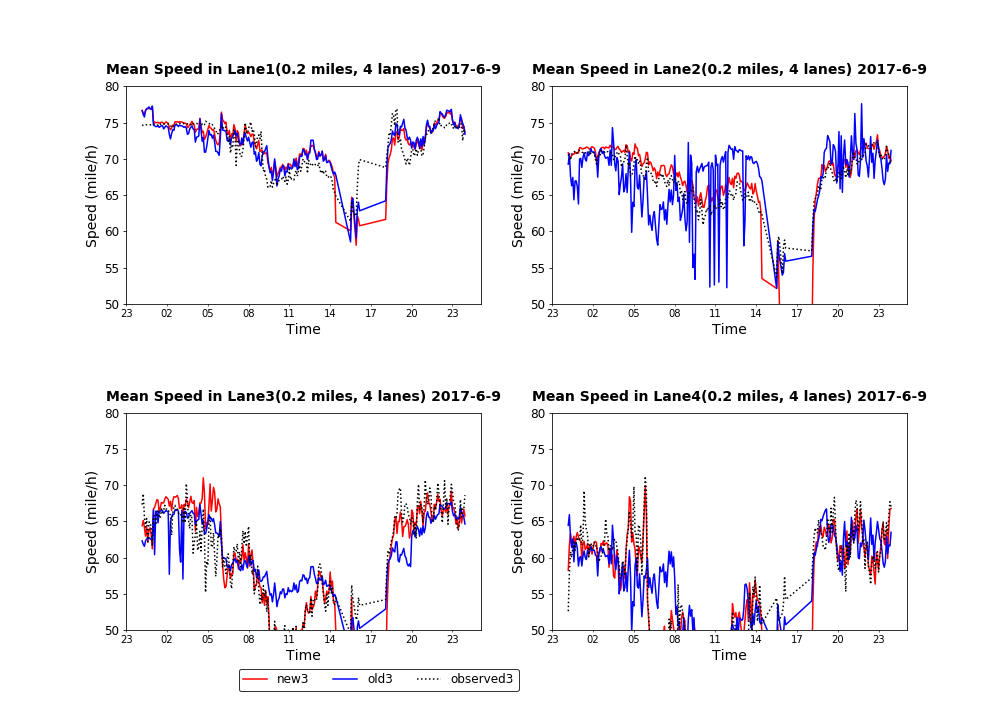 Mean Speed in Lane1(0.2 miles, 4 lanes) 2017-6-9
80
75
70
65
60
55
50
Speed (mile/h)
23 02 05 08 11 14 17 20 23
Time
Mean Speed in Lane2(0.2 miles, 4 lanes) 2017-6-9
80
75
70
65
60
55
50
Speed (mile/h)
23 02 05 08 11 14 17 20 23
Time
Mean Speed in Lane3(0.2 miles, 4 lanes) 2017-6-9
80
75
70
65
60
55
50
Speed (mile/h)
23 02 05 08 11 14 17 20 23
Time
Mean Speed in Lane4(0.2 miles, 4 lanes) 2017-6-9
80
75
70
65
60
55
50
Speed (mile/h)
23 02 05 08 11 14 17 20 23
Time
new3 old3 observed3